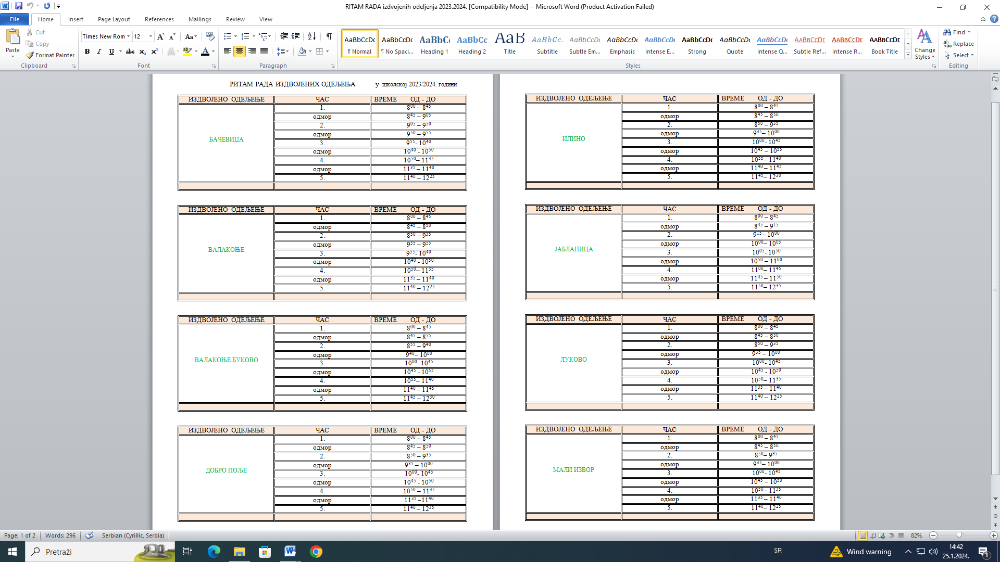 RITAM RADA izdvojenih odeljenja 2023.2024. [Compatibility Mode] - Microsoft Word (Product Activation Failed)
File Home Insert Page Layout References Mailings Review View
Paste Cut Copy Format Painter
Times New Rom 12
AaBbCcDc AaBbCcDc AaBbC AaBbCc AaB AaBbCc. AaBbCcDc AaBbCcDc AaBbCcDc AaBbCcDc AaBbCcDc AaBbCcDc AABBCCDE AABBCCDE AABBCCDE
¶ Normal ¶ No Spaci... Heading 1 Heading 2 Title Subtitle Subtle Em... Emphasis Intense E... Strong Quote Intense Q... Subtle Ref... Intense R... Book Title
Change Styles
Find
Replace
Select
Clipboard Font Paragraph Styles Editing
РИТАМ РАДА ИЗДВОЈЕНИХ ОДЕЉЕЊА у школској 2023/2024. години
ИЗДВОЈЕНО ОДЕЉЕЊЕ ЧАС ВРЕМЕ ОД - ДО
БАЧЕВИЦА
1. 8⁰⁰ – 8⁴⁵
одмор 8⁴⁵ – 9⁰⁵
2. 9⁰⁵ – 9⁵⁰
одмор 9⁵⁰ – 9⁵⁵
3. 9⁵⁵- 10⁴⁰
одмор 10⁴⁰ - 10⁵⁰
4. 10⁵⁰– 11³⁵
одмор 11³⁵ – 11⁴⁰
5. 11⁴⁰ – 12²⁵
ИЗДВОЈЕНО ОДЕЉЕЊЕ ЧАС ВРЕМЕ ОД - ДО
ВАЛАКОЊЕ
1. 8⁰⁰ – 8⁴⁵
одмор 8⁴⁵ – 8⁵⁰
2. 8⁵⁰ – 9³⁵
одмор 9³⁵ – 9⁵⁵
3. 9⁵⁵- 10⁴⁰
одмор 10⁴⁰ - 10⁵⁰
4. 10⁵⁰– 11³⁵
одмор 11³⁵ – 11⁴⁰
5. 11⁴⁰ – 12²⁵
ИЗДВОЈЕНО ОДЕЉЕЊЕ ЧАС ВРЕМЕ ОД - ДО
ВАЛАКОЊЕ БУКОВО
1. 8⁰⁰ – 8⁴⁵
одмор 8⁴⁵ – 8⁵⁵
2. 8⁵⁵ – 9⁴⁰
одмор 9⁴⁰– 10⁰⁰
3. 10⁰⁰- 10⁴⁵
одмор 10⁴⁵ - 10⁵⁵
4. 10⁵⁵– 11⁴⁰
одмор 11⁴⁰ – 11⁴⁵
5. 11⁴⁵ – 12³⁰
ИЗДВОЈЕНО ОДЕЉЕЊЕ ЧАС ВРЕМЕ ОД - ДО
ДОБРО ПОЉЕ
1. 8⁰⁰ – 8⁴⁵
одмор 8⁴⁵ – 8⁵⁰
2. 8⁵⁰ – 9³⁵
одмор 9³⁵ – 10⁰⁰
3. 10⁰⁰- 10⁴⁵
одмор 10⁴⁵ - 10⁵⁰
4. 10⁵⁰ – 11³⁵
одмор 11³⁵ –11⁴⁰
5. 11⁴⁰ – 12³⁵
ИЗДВОЈЕНО ОДЕЉЕЊЕ ЧАС ВРЕМЕ ОД - ДО
ИЛИНО
1. 8⁰⁰ – 8⁴⁵
одмор 8⁴⁵ – 8⁵⁰
2. 8⁵⁰ – 9³⁵
одмор 9³⁵– 10⁰⁰
3. 10⁰⁰- 10⁴⁵
одмор 10⁴⁵ – 10⁵⁵
4. 10⁵⁵– 11⁴⁰
одмор 11⁴⁰ – 11⁴⁵
5. 11⁴⁵– 12³⁰
ИЗДВОЈЕНО ОДЕЉЕЊЕ ЧАС ВРЕМЕ ОД - ДО
ЈАБЛАНИЦА
1. 8⁰⁰ – 8⁴⁵
одмор 8⁴⁵ – 9¹⁵
2. 9¹⁵– 10⁰⁰
одмор 10⁰⁰– 10⁰⁵
3. 10⁰⁵- 10⁵⁰
одмор 10⁵⁰ – 11⁰⁰
4. 11⁰⁰– 11⁴⁵
одмор 11⁴⁵ – 11⁵⁰
5. 11⁵⁰– 12³⁵
ИЗДВОЈЕНО ОДЕЉЕЊЕ ЧАС ВРЕМЕ ОД - ДО
ЛУКОВО
1. 8⁰⁰ – 8⁴⁵
одмор 8⁴⁵ – 8⁵⁰
2. 8⁵⁰ – 9³⁵
одмор 9³⁵ – 10⁰⁰
3. 10⁰⁰- 10⁴⁵
одмор 10⁴⁵ - 10⁵⁰
4. 10⁵⁰– 11³⁵
одмор 11³⁵ – 11⁴⁰
5. 11⁴⁰ – 12²⁵
ИЗДВОЈЕНО ОДЕЉЕЊЕ ЧАС ВРЕМЕ ОД - ДО
МАЛИ ИЗВОР
1. 8⁰⁰ – 8⁴⁵
одмор 8⁴⁵ – 8⁵⁰
2. 8⁵⁰– 9³⁵
одмор 9³⁵– 10⁰⁰
3. 10⁰⁰- 10⁴⁵
одмор 10⁴⁵ – 10⁵⁰
4. 10⁵⁰– 11³⁵
одмор 11³⁵ – 11⁴⁰
5. 11⁴⁰– 12²⁵
Page: 1 of 2 Words: 296 Serbian (Cyrillic, Serbia) 82%
Pretraži SR Wind warning 14:42
25.1.2024. 1